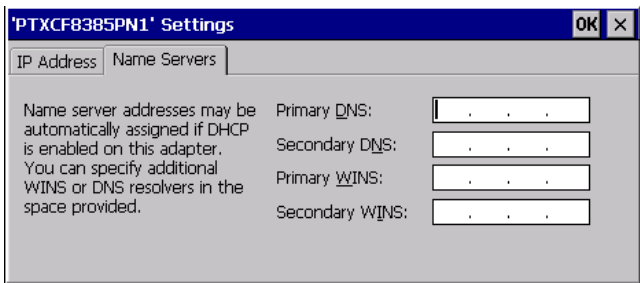 'PTXCF8385PN1' Settings OK ×
IP Address Name Servers
Name server addresses may be
automatically assigned if DHCP
is enabled on this adapter.
You can specify additional
WINS or DNS resolvers in the
space provided.
Primary DNS: . . .
Secondary DNS: . . .
Primary WINS: . . .
Secondary WINS: . . .